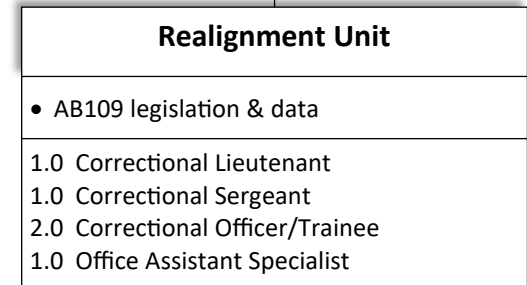 Realignment Unit
• AB109 legislation & data
1.0 Correctional Lieutenant
1.0 Correctional Sergeant
2.0 Correctional Officer/Trainee
1.0 Office Assistant Specialist